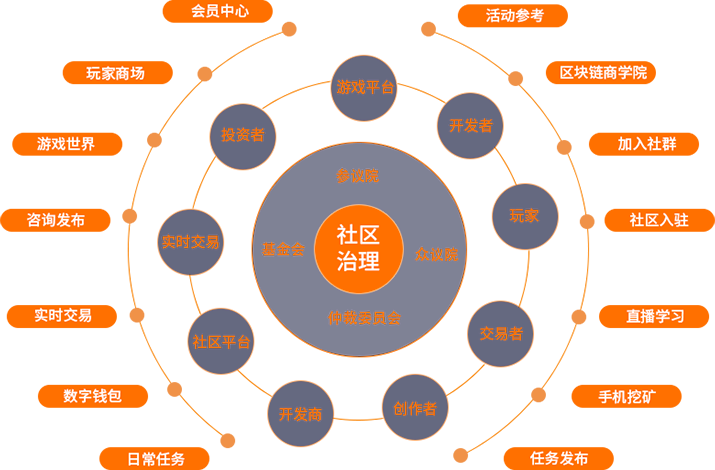 会员中心
活动参考
玩家商场
区块链商学院
游戏世界
加入社群
咨询发布
社区入驻
实时交易
直播学习
数字钱包
手机挖矿
日常任务
任务发布
游戏平台
投资者
开发者
实时交易
玩家
社区平台
交易者
开发商
创作者
参议院
基金会
众议院
仲裁委员会
社区
治理